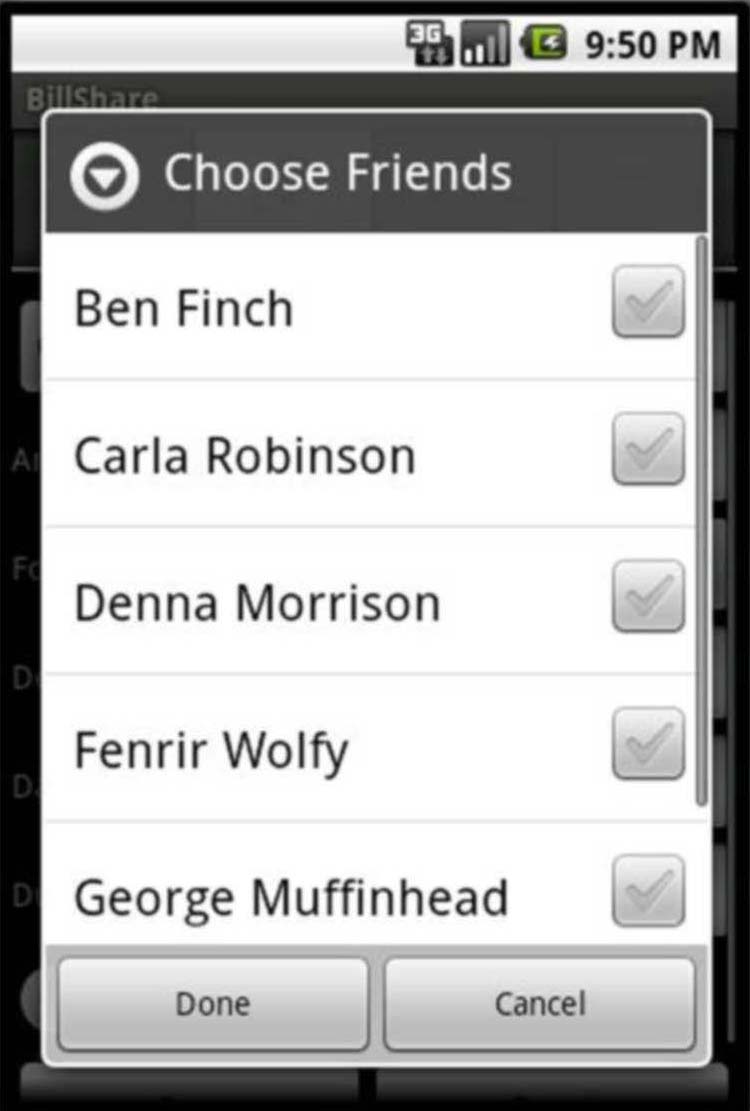 3G 9:50 PM
BillShare
Choose Friends
Ben Finch
Carla Robinson
Denna Morrison
Fenrir Wolfy
George Muffinhead
Done Cancel